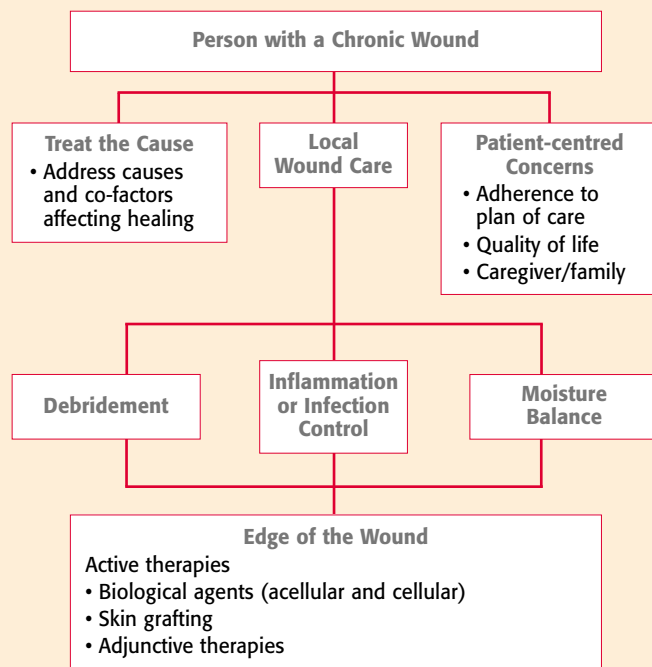 Person with a Chronic Wound
Treat the Cause
• Address causes
and co-factors
affecting healing
Local
Wound Care
Patient-centred
Concerns
• Adherence to
plan of care
• Quality of life
• Caregiver/family
Debridement
Inflammation
or Infection
Control
Moisture
Balance
Edge of the Wound
Active therapies
• Biological agents (acellular and cellular)
• Skin grafting
• Adjunctive therapies